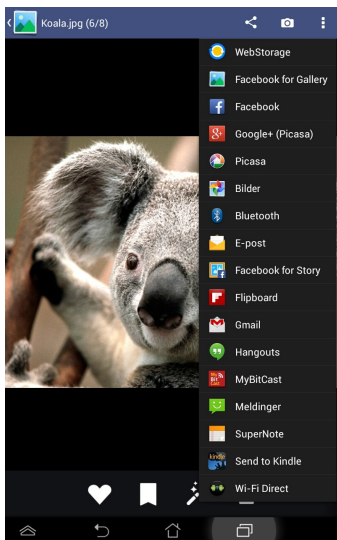 Koala.jpg (6/8)
WebStorage
Facebook for Gallery
Facebook
Google+ (Picasa)
Picasa
Bilder
Bluetooth
E-post
Facebook for Story
Flipboard
Gmail
Hangouts
MyBitCast
Meldinger
SuperNote
Send to Kindle
Wi-Fi Direct